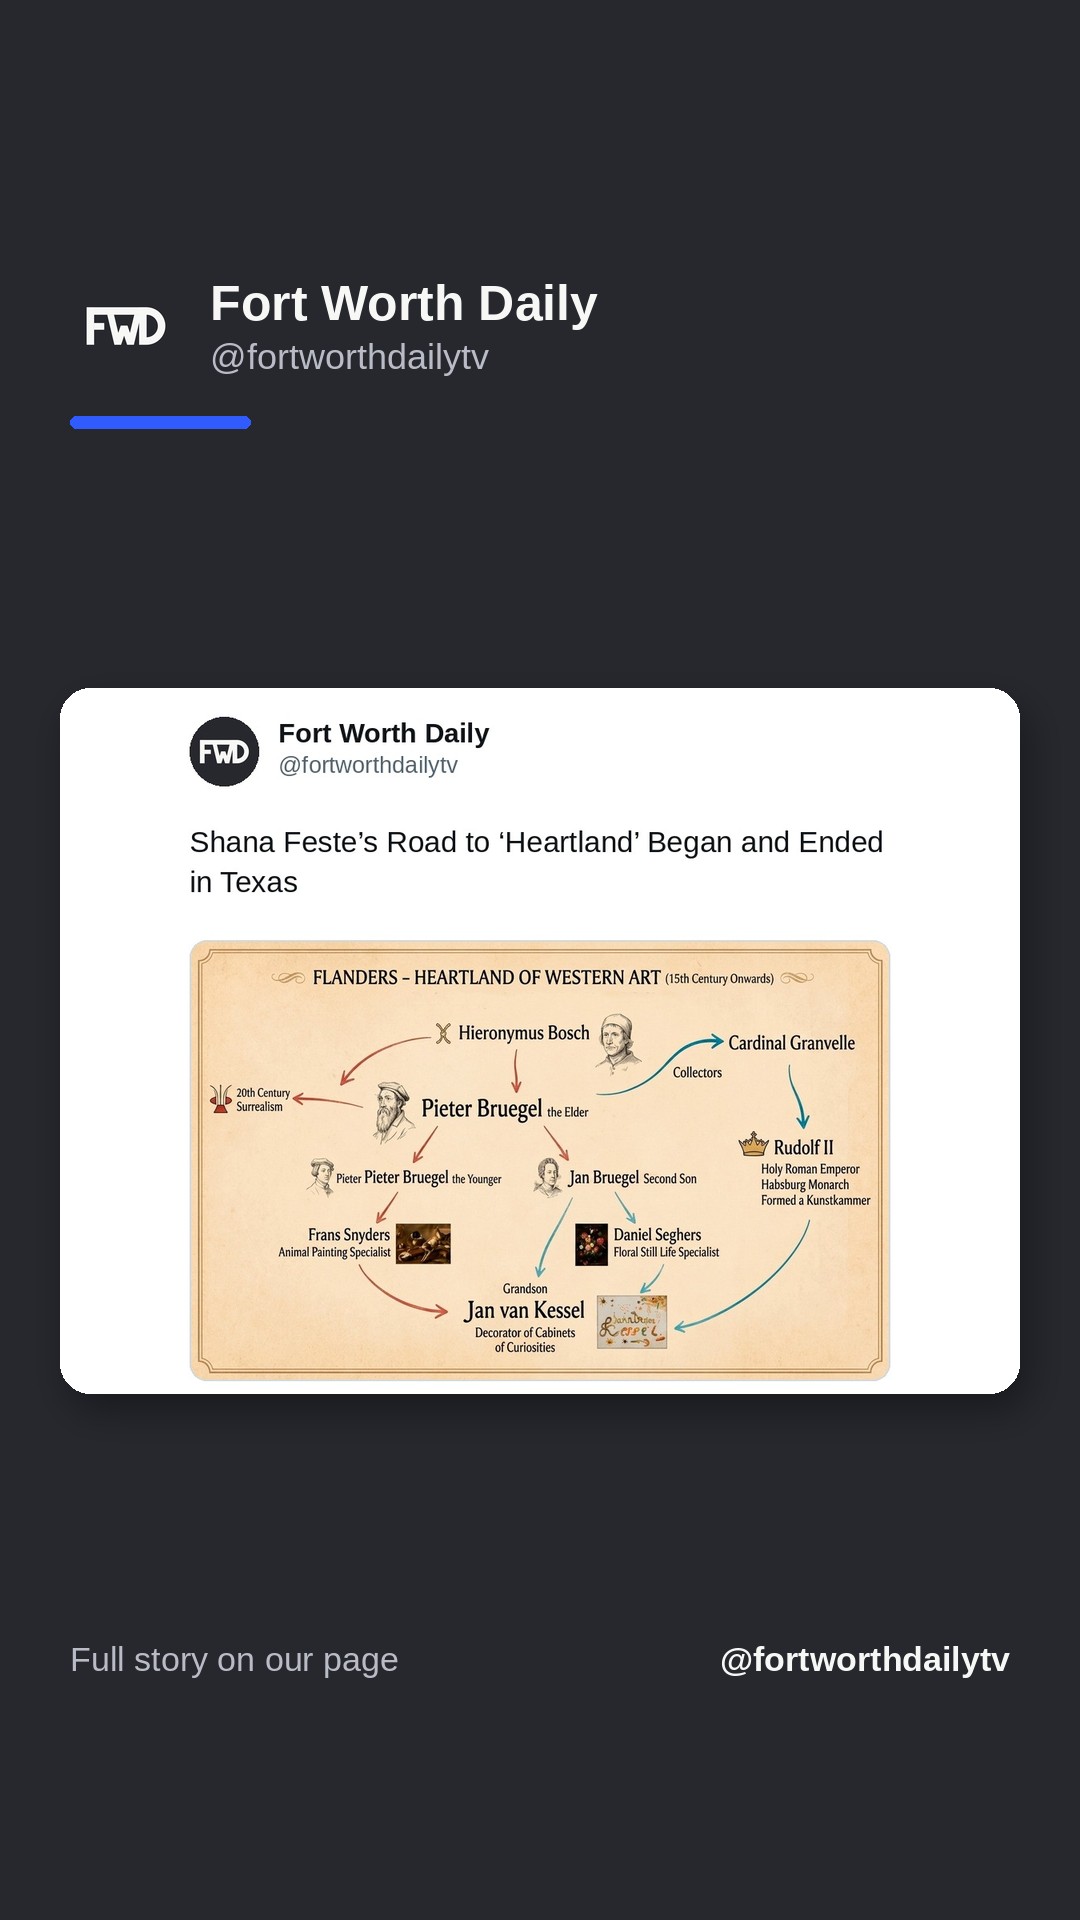 FWD
Fort Worth Daily
@fortworthdailytv
FWD
Fort Worth Daily
@fortworthdailytv
Shana Feste’s Road to ‘Heartland’ Began and Ended
in Texas
FLANDERS – HEARTLAND OF WESTERN ART (15th Century Onwards)
Hieronymus Bosch
Cardinal Granvelle
Collectors
20th Century
Surrealism
Pieter Bruegel the Elder
Rudolf II
Holy Roman Emperor
Habsburg Monarch
Formed a Kunstkammer
Pieter Pieter Bruegel the Younger
Jan Bruegel Second Son
Frans Snyders
Animal Painting Specialist
Daniel Seghers
Floral Still Life Specialist
Grandson
Jan van Kessel
Decorator of Cabinets
of Curiosities
Full story on our page
@fortworthdailytv